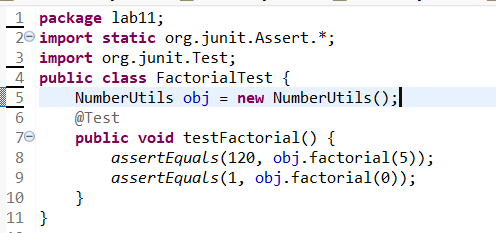 1 package lab11;
2 import static org.junit.Assert.*;
3 import org.junit.Test;
4 public class FactorialTest {
5     NumberUtils obj = new NumberUtils();
6     @Test
7     public void testFactorial() {
8         assertEquals(120, obj.factorial(5));
9         assertEquals(1, obj.factorial(0));
10     }
11 }